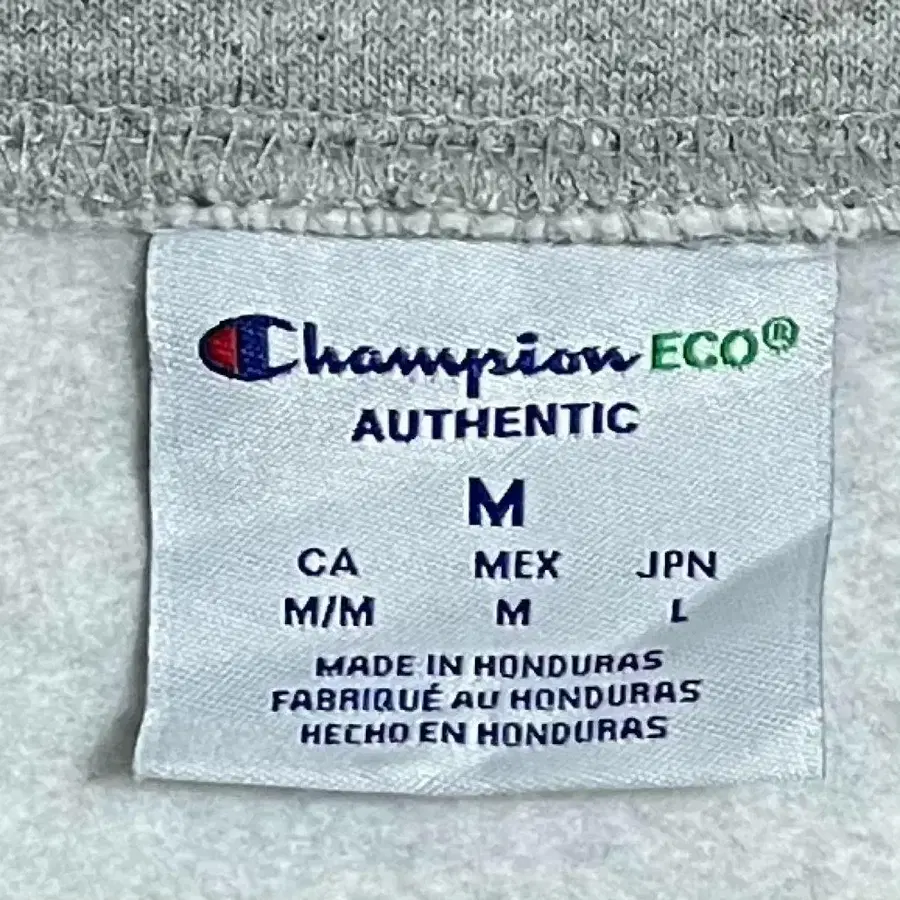 Champion ECO®
AUTHENTIC
M
CA MEX JPN
M/M M L
MADE IN HONDURAS
FABRIQUÉ AU HONDURAS
HECHO EN HONDURAS